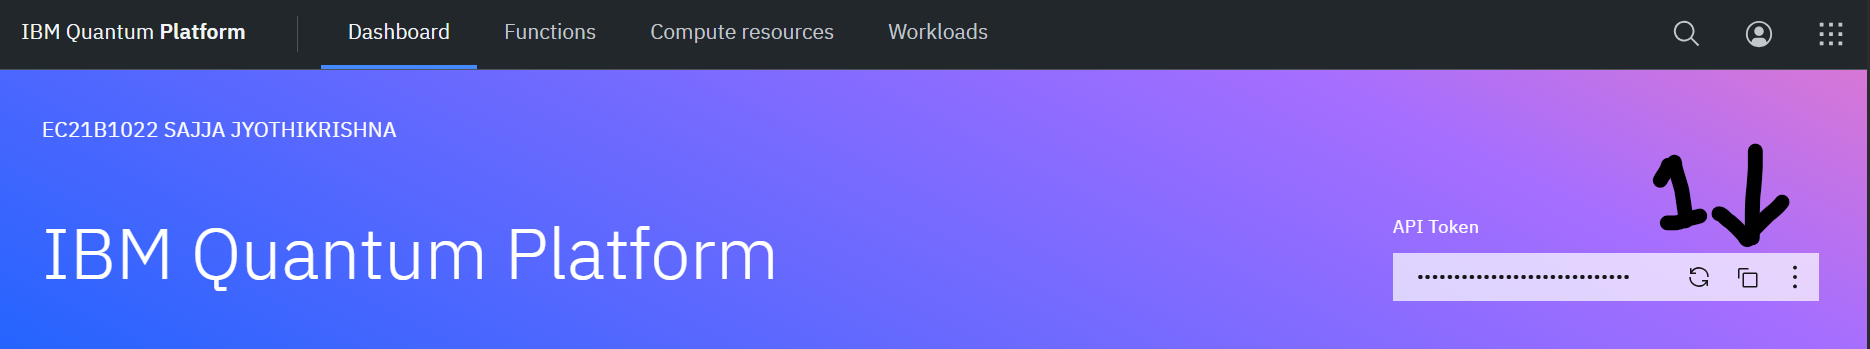 IBM Quantum Platform Dashboard Functions Compute resources Workloads
EC21B1022 SAJJA JYOTHIKRISHNA
IBM Quantum Platform
1
API Token
•••••••••••••••••••••••••••••